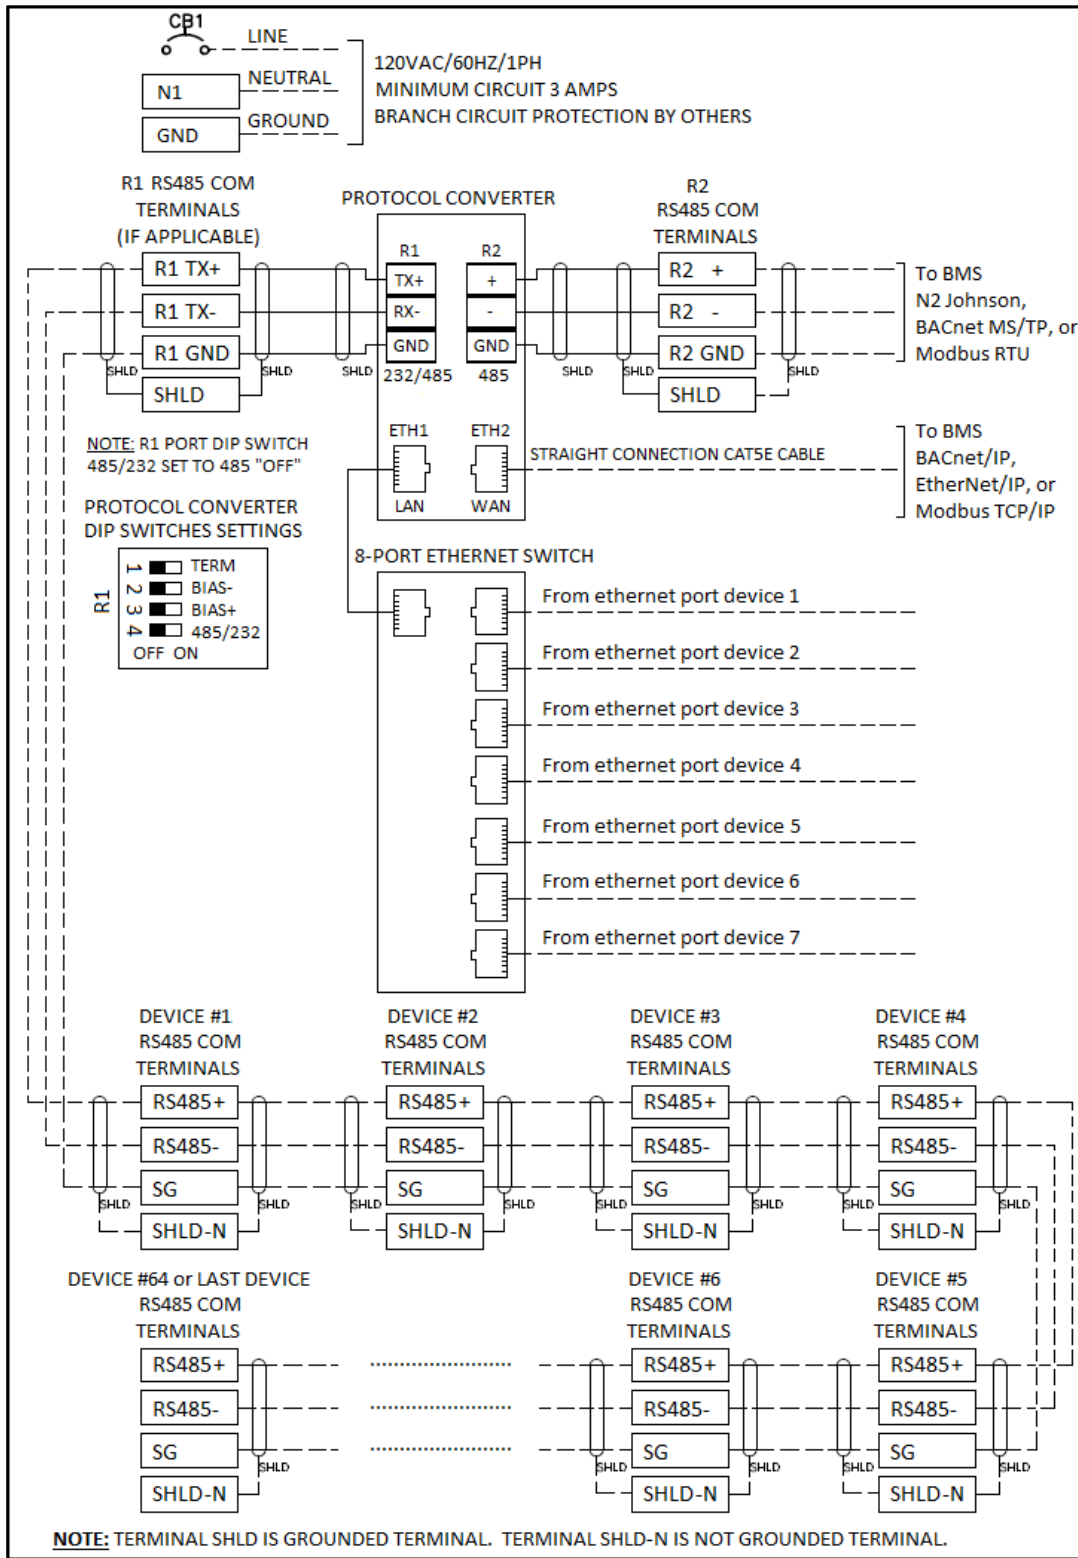 CB1
LINE
NEUTRAL
N1
GROUND
GND
120VAC/60HZ/1PH
MINIMUM CIRCUIT 3 AMPS
BRANCH CIRCUIT PROTECTION BY OTHERS
R1 RS485 COM
TERMINALS
(IF APPLICABLE)
PROTOCOL CONVERTER
R2
RS485 COM
TERMINALS
R1 TX+
R1 TX-
R1 GND
SHLD
SHLD
SHLD
SHLD
R1
R2
TX+
+
RX-
-
GND
GND
232/485
485
R2 +
R2 -
R2 GND
SHLD
SHLD
SHLD
SHLD
To BMS
N2 Johnson,
BACnet MS/TP, or
Modbus RTU
ETH1
ETH2
LAN
WAN
STRAIGHT CONNECTION CAT5E CABLE
To BMS
BACnet/IP,
EtherNet/IP, or
Modbus TCP/IP
NOTE: R1 PORT DIP SWITCH
485/232 SET TO 485 "OFF"
PROTOCOL CONVERTER
DIP SWITCHES SETTINGS
R1
1 TERM
2 BIAS-
3 BIAS+
4 485/232
OFF ON
8-PORT ETHERNET SWITCH
From ethernet port device 1
From ethernet port device 2
From ethernet port device 3
From ethernet port device 4
From ethernet port device 5
From ethernet port device 6
From ethernet port device 7
DEVICE #1
RS485 COM
TERMINALS
RS485+
RS485-
SG
SHLD-N
SHLD
SHLD
DEVICE #2
RS485 COM
TERMINALS
RS485+
RS485-
SG
SHLD-N
SHLD
SHLD
DEVICE #3
RS485 COM
TERMINALS
RS485+
RS485-
SG
SHLD-N
SHLD
SHLD
DEVICE #4
RS485 COM
TERMINALS
RS485+
RS485-
SG
SHLD-N
SHLD
SHLD
DEVICE #64 or LAST DEVICE
RS485 COM
TERMINALS
RS485+
RS485-
SG
SHLD-N
SHLD
DEVICE #6
RS485 COM
TERMINALS
RS485+
RS485-
SG
SHLD-N
SHLD
SHLD
DEVICE #5
RS485 COM
TERMINALS
RS485+
RS485-
SG
SHLD-N
SHLD
SHLD
NOTE: TERMINAL SHLD IS GROUNDED TERMINAL. TERMINAL SHLD-N IS NOT GROUNDED TERMINAL.